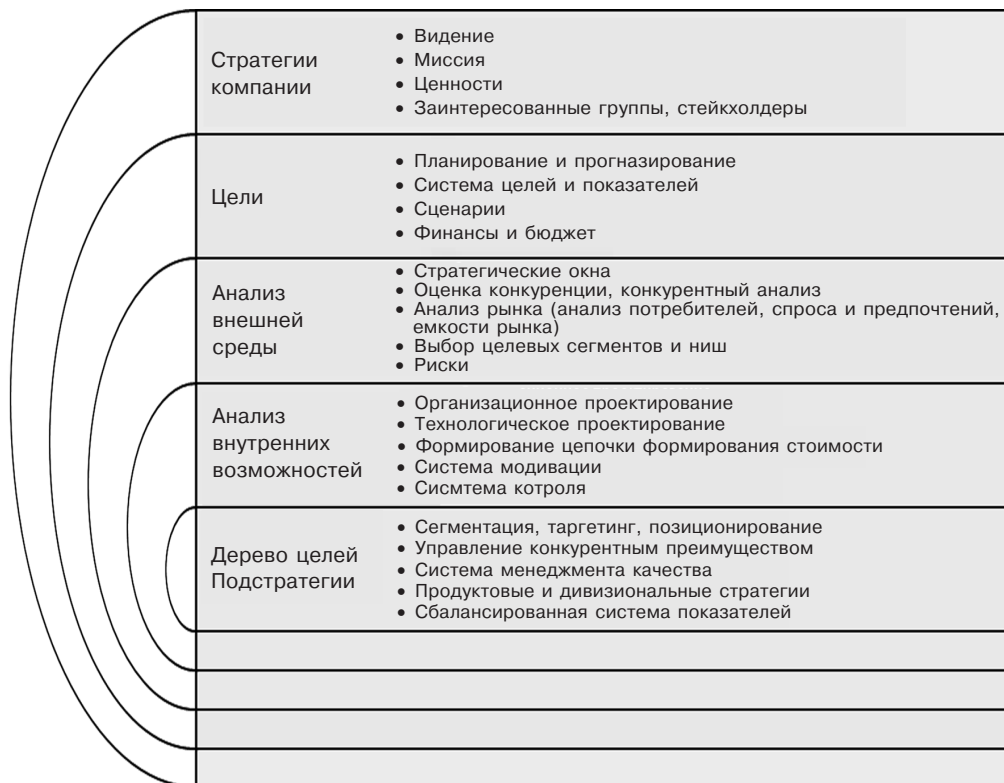 Стратегии
компании
• Видение
• Миссия
• Ценности
• Заинтересованные группы, стейкхолдеры
Цели
• Планирование и прогназирование
• Система целей и показателей
• Сценарии
• Финансы и бюджет
Анализ
внешней
среды
• Стратегические окна
• Оценка конкуренции, конкурентный анализ
• Анализ рынка (анализ потребителей, спроса и предпочтений,
емкости рынка)
• Выбор целевых сегментов и ниш
• Риски
Анализ
внутренних
возможностей
• Организационное проектирование
• Технологическое проектирование
• Формирование цепочки формирования стоимости
• Система модивации
• Сисмтема котроля
Дерево целей
Подстратегии
• Сегментация, таргетинг, позиционирование
• Управление конкурентным преимуществом
• Система менеджмента качества
• Продуктовые и дивизиональные стратегии
• Сбалансированная система показателей